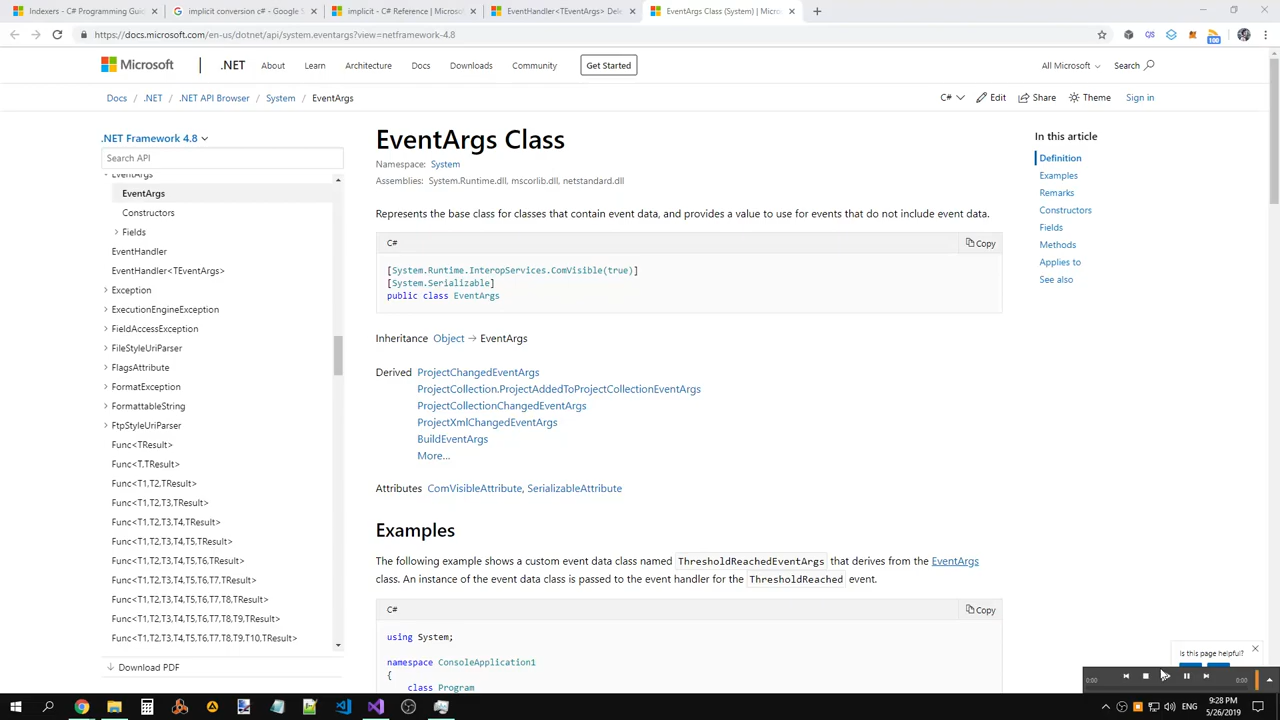 Indexers - C# Programming Guid
implicit conversion c# - Google S
implicit - C# Reference | Microso
EventHandler<TEventArgs> Dele
EventArgs Class (System) | Micro
https://docs.microsoft.com/en-us/dotnet/api/system.eventargs?view=netframework-4.8
100
Microsoft
.NET
About
Learn
Architecture
Docs
Downloads
Community
Get Started
All Microsoft
Search
Docs / .NET / .NET API Browser / System / EventArgs
C#
Edit
Share
Theme
Sign in
.NET Framework 4.8
Search API
EventArgs
EventArgs
Constructors
Fields
EventHandler
EventHandler<TEventArgs>
Exception
ExecutionEngineException
FieldAccessException
FileStyleUriParser
FlagsAttribute
FormatException
FormattableString
FtpStyleUriParser
Func<TResult>
Func<T,TResult>
Func<T1,T2,TResult>
Func<T1,T2,T3,TResult>
Func<T1,T2,T3,T4,TResult>
Func<T1,T2,T3,T4,T5,TResult>
Func<T1,T2,T3,T4,T5,T6,TResult>
Func<T1,T2,T3,T4,T5,T6,T7,TResult>
Func<T1,T2,T3,T4,T5,T6,T7,T8,TResult>
Func<T1,T2,T3,T4,T5,T6,T7,T8,T9,TResult>
Func<T1,T2,T3,T4,T5,T6,T7,T8,T9,T10,TResult>
Download PDF
EventArgs Class
Namespace: System
Assemblies: System.Runtime.dll, mscorlib.dll, netstandard.dll
Represents the base class for classes that contain event data, and provides a value to use for events that do not include event data.
C#
Copy
[System.Runtime.InteropServices.ComVisible(true)]
[System.Serializable]
public class EventArgs
Inheritance Object → EventArgs
Derived ProjectChangedEventArgs
ProjectCollection.ProjectAddedToProjectCollectionEventArgs
ProjectCollectionChangedEventArgs
ProjectXmlChangedEventArgs
BuildEventArgs
More...
Attributes ComVisibleAttribute, SerializableAttribute
Examples
The following example shows a custom event data class named ThresholdReachedEventArgs that derives from the EventArgs
class. An instance of the event data class is passed to the event handler for the ThresholdReached event.
C#
Copy
using System;
namespace ConsoleApplication1
{
class Program
In this article
Definition
Examples
Remarks
Constructors
Fields
Methods
Applies to
See also
Is this page helpful?
0:00
0:00
ENG
9:28 PM
5/26/2019